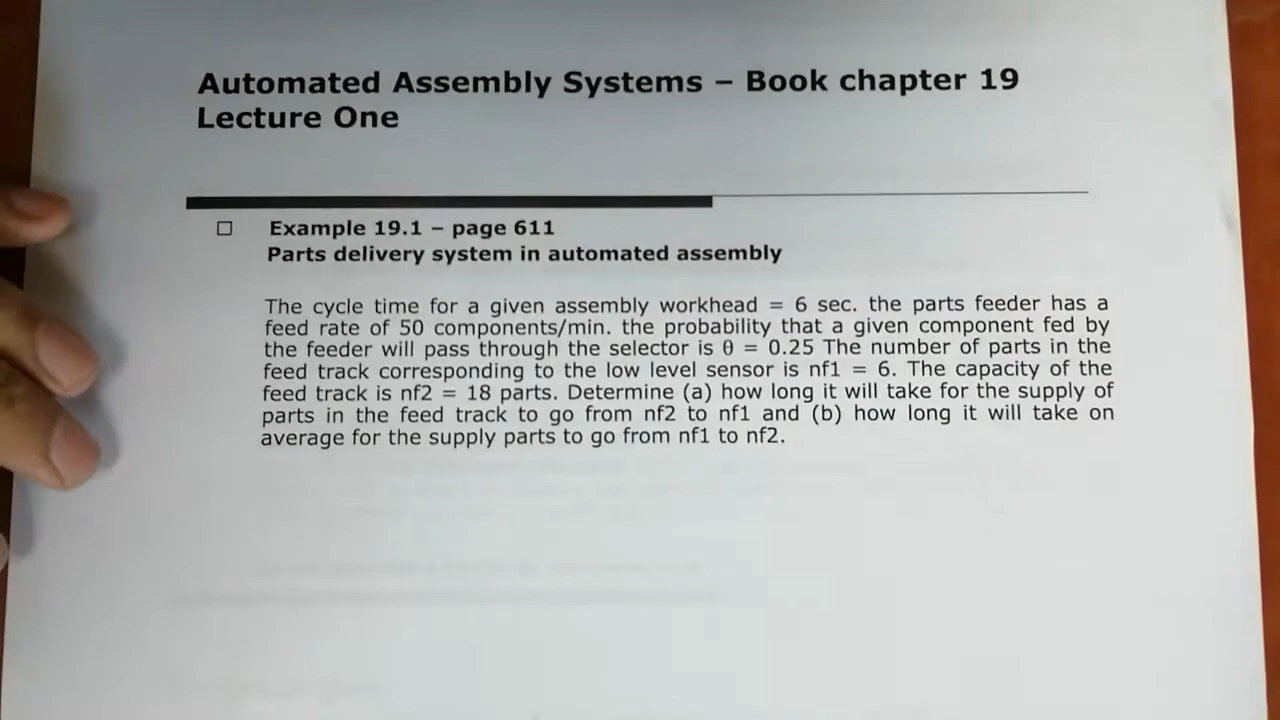 Automated Assembly Systems – Book chapter 19
Lecture One
□ Example 19.1 – page 611
Parts delivery system in automated assembly
The cycle time for a given assembly workhead = 6 sec. the parts feeder has a
feed rate of 50 components/min. the probability that a given component fed by
the feeder will pass through the selector is θ = 0.25 The number of parts in the
feed track corresponding to the low level sensor is nf1 = 6. The capacity of the
feed track is nf2 = 18 parts. Determine (a) how long it will take for the supply of
parts in the feed track to go from nf2 to nf1 and (b) how long it will take on
average for the supply parts to go from nf1 to nf2.